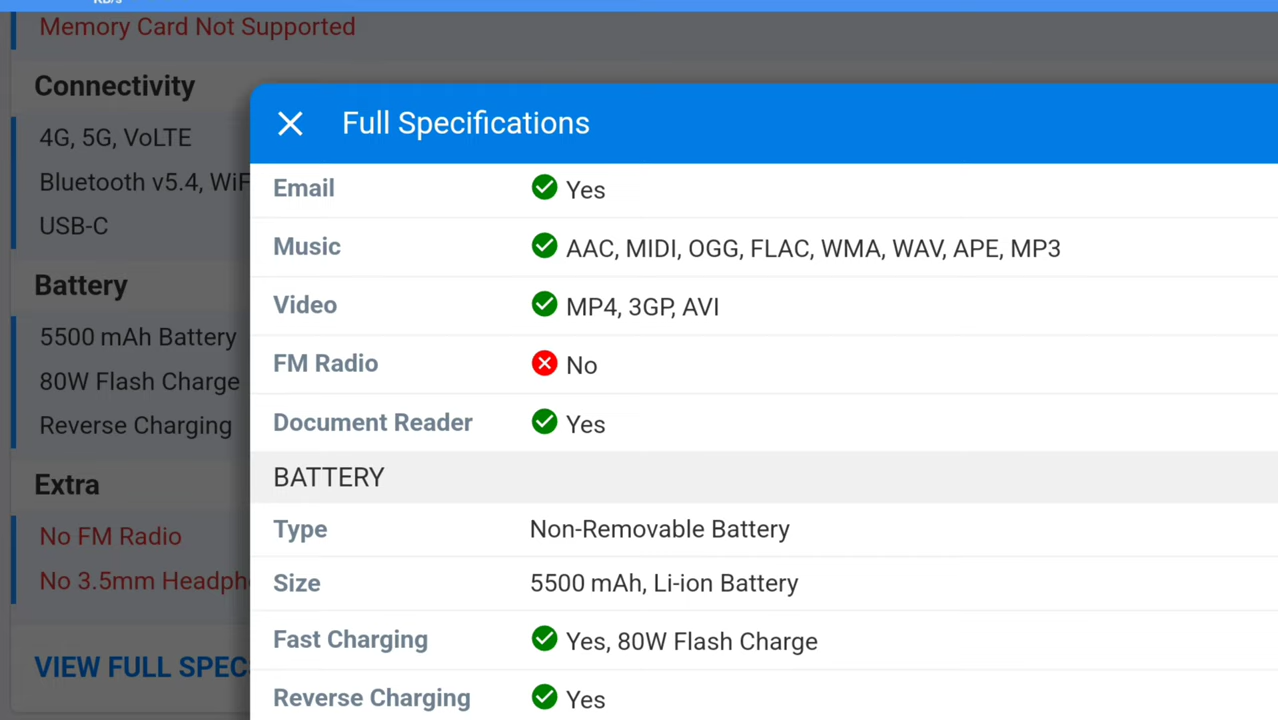 Memory Card Not Supported
Connectivity
4G, 5G, VoLTE
Bluetooth v5.4,
USB-C
Battery
5500 mAh Battery
80W Flash Charge
Reverse Charging
Extra
No FM Radio
No 3.5mm
VIEW FULL
Full Specifications
Email Yes
Music AAC, MIDI, OGG, FLAC, WMA, WAV, APE, MP3
Video MP4, 3GP, AVI
FM Radio No
Document Reader Yes
BATTERY
Type Non-Removable Battery
Size 5500 mAh, Li-ion Battery
Fast Charging Yes, 80W Flash Charge
Reverse Charging Yes